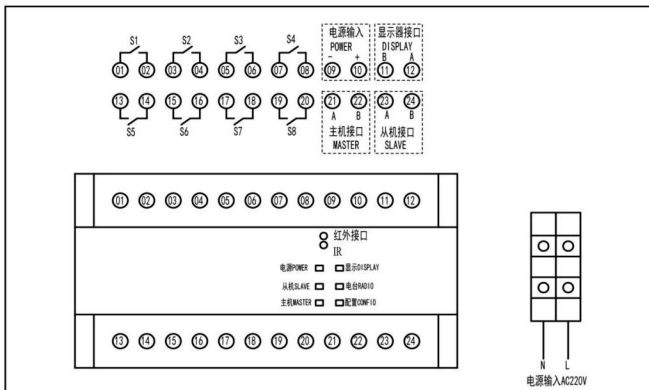 S1 S2 S3 S4
电源输入 显示器接口
POWER DISPLAY
- + B A
01 02 03 04 05 06 07 08 09 10 11 12
13 14 15 16 17 18 19 20 21 22 23 24
A B A B
S5 S6 S7 S8
主机接口 从机接口
MASTER SLAVE
01 02 03 04 05 06 07 08 09 10 11 12
红外接口
IR
电源POWER 显示DISPLAY
从机SLAVE 电台RADIO
主机MASTER 配置CONFIO
13 14 15 16 17 18 19 20 21 22 23 24
N L
电源输入AC220V